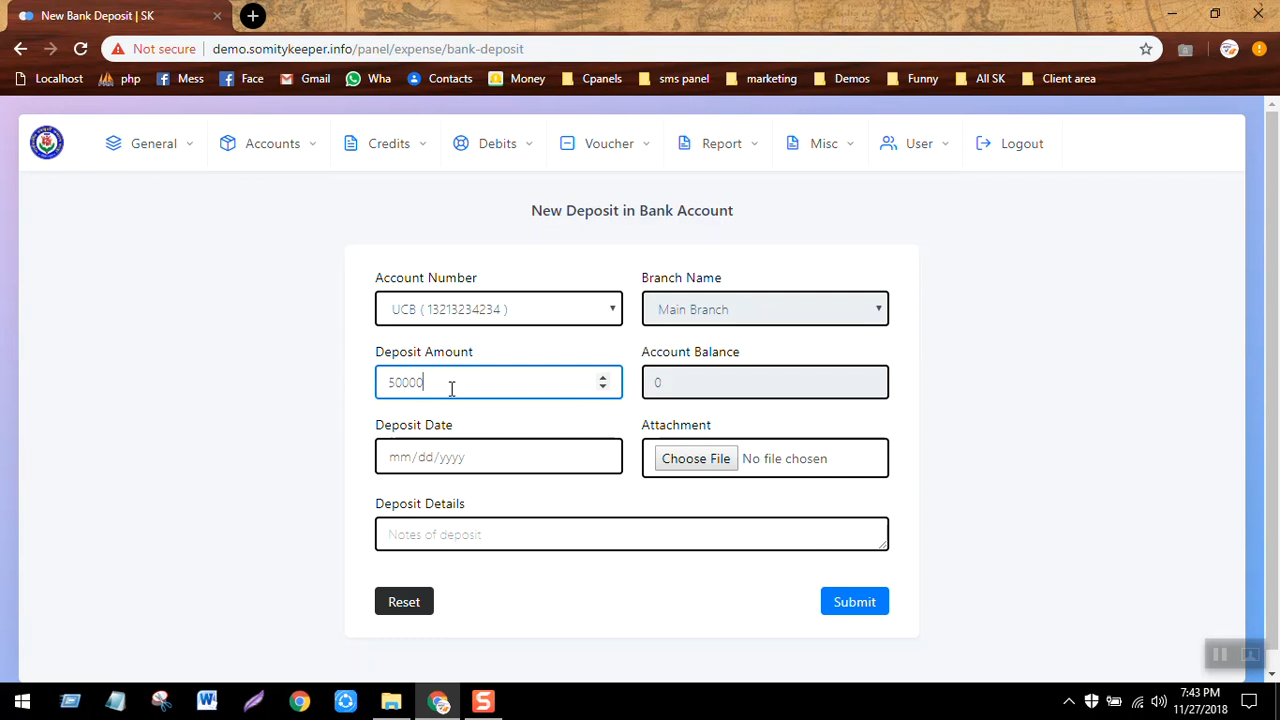 New Bank Deposit | SK
Not secure | demo.somitykeeper.info/panel/expense/bank-deposit
Localhost php Mess Face Gmail Wha Contacts Money Cpanels sms panel marketing Demos Funny All SK Client area
General Accounts Credits Debits Voucher Report Misc User Logout
New Deposit in Bank Account
Account Number Branch Name
UCB ( 13213234234 ) Main Branch
Deposit Amount Account Balance
50000 0
Deposit Date Attachment
mm/dd/yyyy Choose File No file chosen
Deposit Details
Notes of deposit
Reset Submit
7:43 PM
11/27/2018